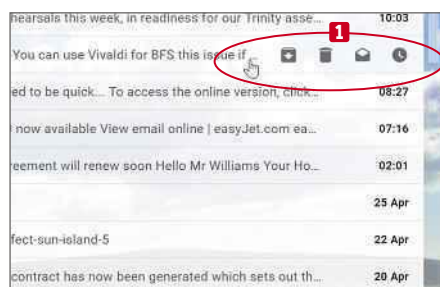 hearsals this week, in readiness for our Trinity asse... 10:03
1
You can use Vivaldi for BFS this issue if
ed to be quick... To access the online version, click... 08:27
now available View email online | easyJet.com ea... 07:16
reement will renew soon Hello Mr Williams Your Ho... 02:01
25 Apr
fect-sun-island-5 22 Apr
contract has now been generated which sets out th... 20 Apr